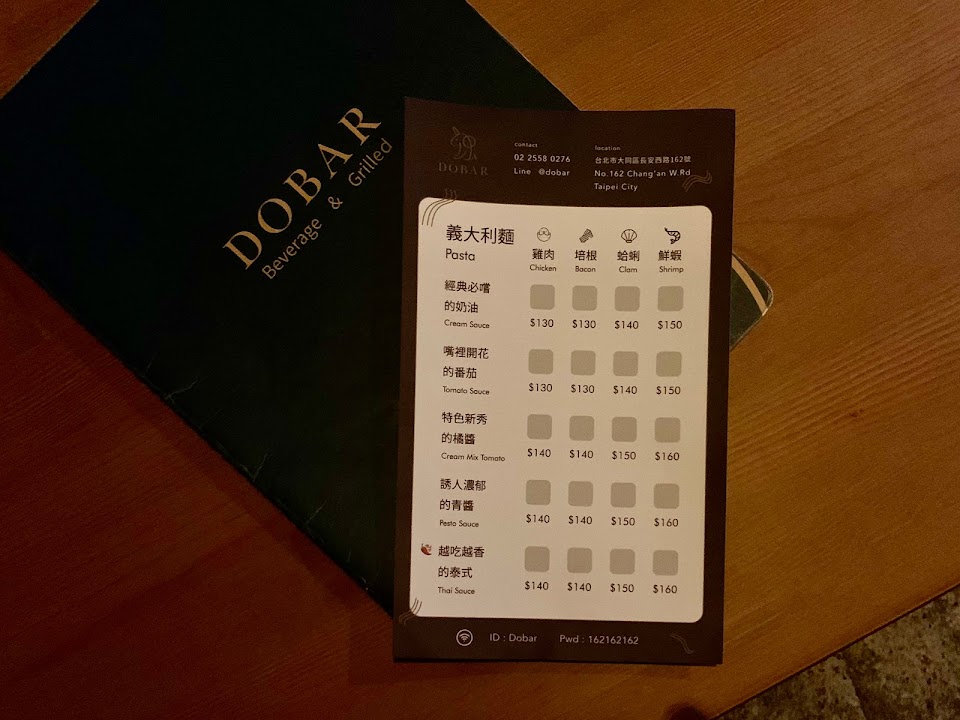 DOBAR
Beverage & Grilled
DOBAR
contact
02 2558 0276
Line @dobar
location
台北市大同區長安西路162號
No.162 Chang'an W.Rd
Taipei City
義大利麵
Pasta
雞肉 培根 蛤蜊 鮮蝦
Chicken Bacon Clam Shrimp
經典必嚐
的奶油
Cream Sauce
$130 $130 $140 $150
嘴裡開花
的番茄
Tomato Sauce
$130 $130 $140 $150
特色新秀
的橘醬
Cream Mix Tomato
$140 $140 $150 $160
誘人濃郁
的青醬
Pesto Sauce
$140 $140 $150 $160
越吃越香
的泰式
Thai Sauce
$140 $140 $150 $160
ID : Dobar Pwd : 162162162